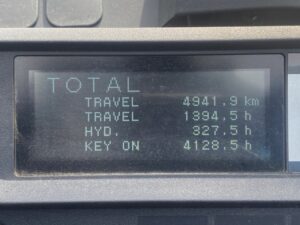 TOTAL
TRAVEL 4941.9 km
TRAVEL 1394.5 h
HYD. 327.5 h
KEY ON 4128.5 h